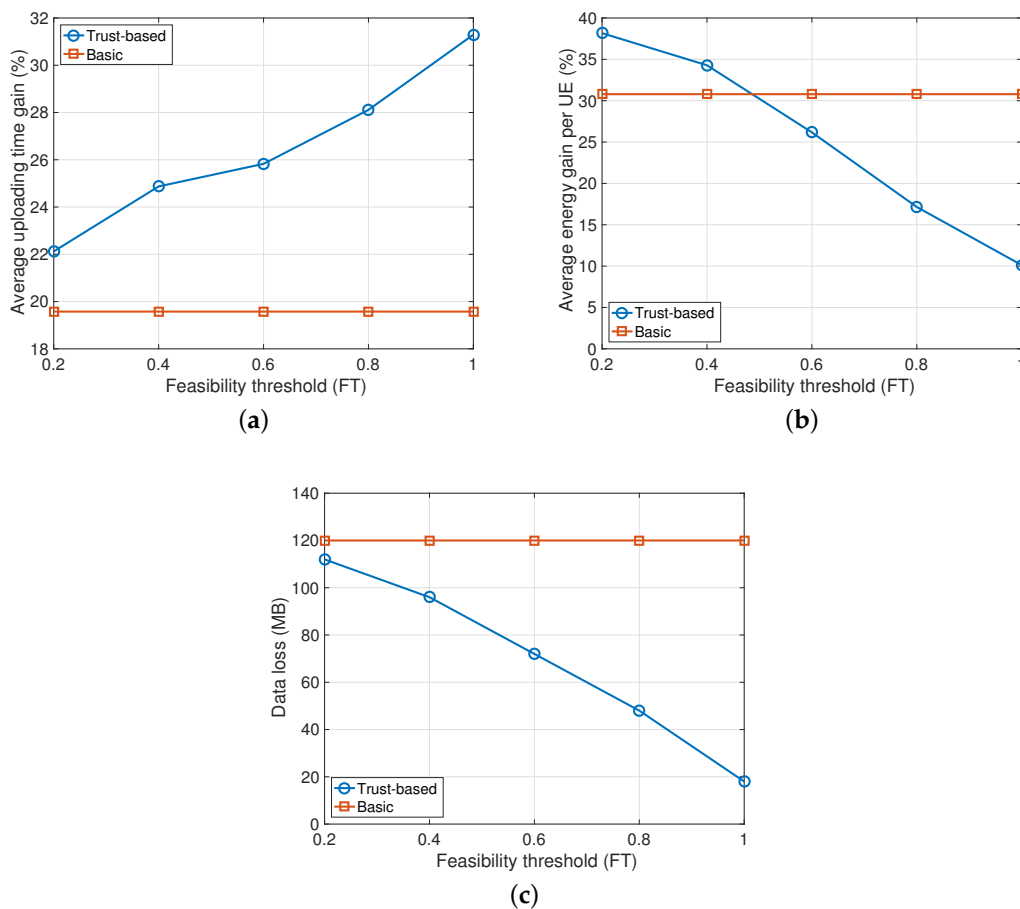 32
30
28
26
24
22
20
18
Average uploading time gain (%)
Trust-based
Basic
0.2 0.4 0.6 0.8 1
Feasibility threshold (FT)
(a)
40
35
30
25
20
15
10
5
0
Average energy gain per UE (%)
Trust-based
Basic
0.2 0.4 0.6 0.8 1
Feasibility threshold (FT)
(b)
140
120
100
80
60
40
20
0
Data loss (MB)
Trust-based
Basic
0.2 0.4 0.6 0.8 1
Feasibility threshold (FT)
(c)